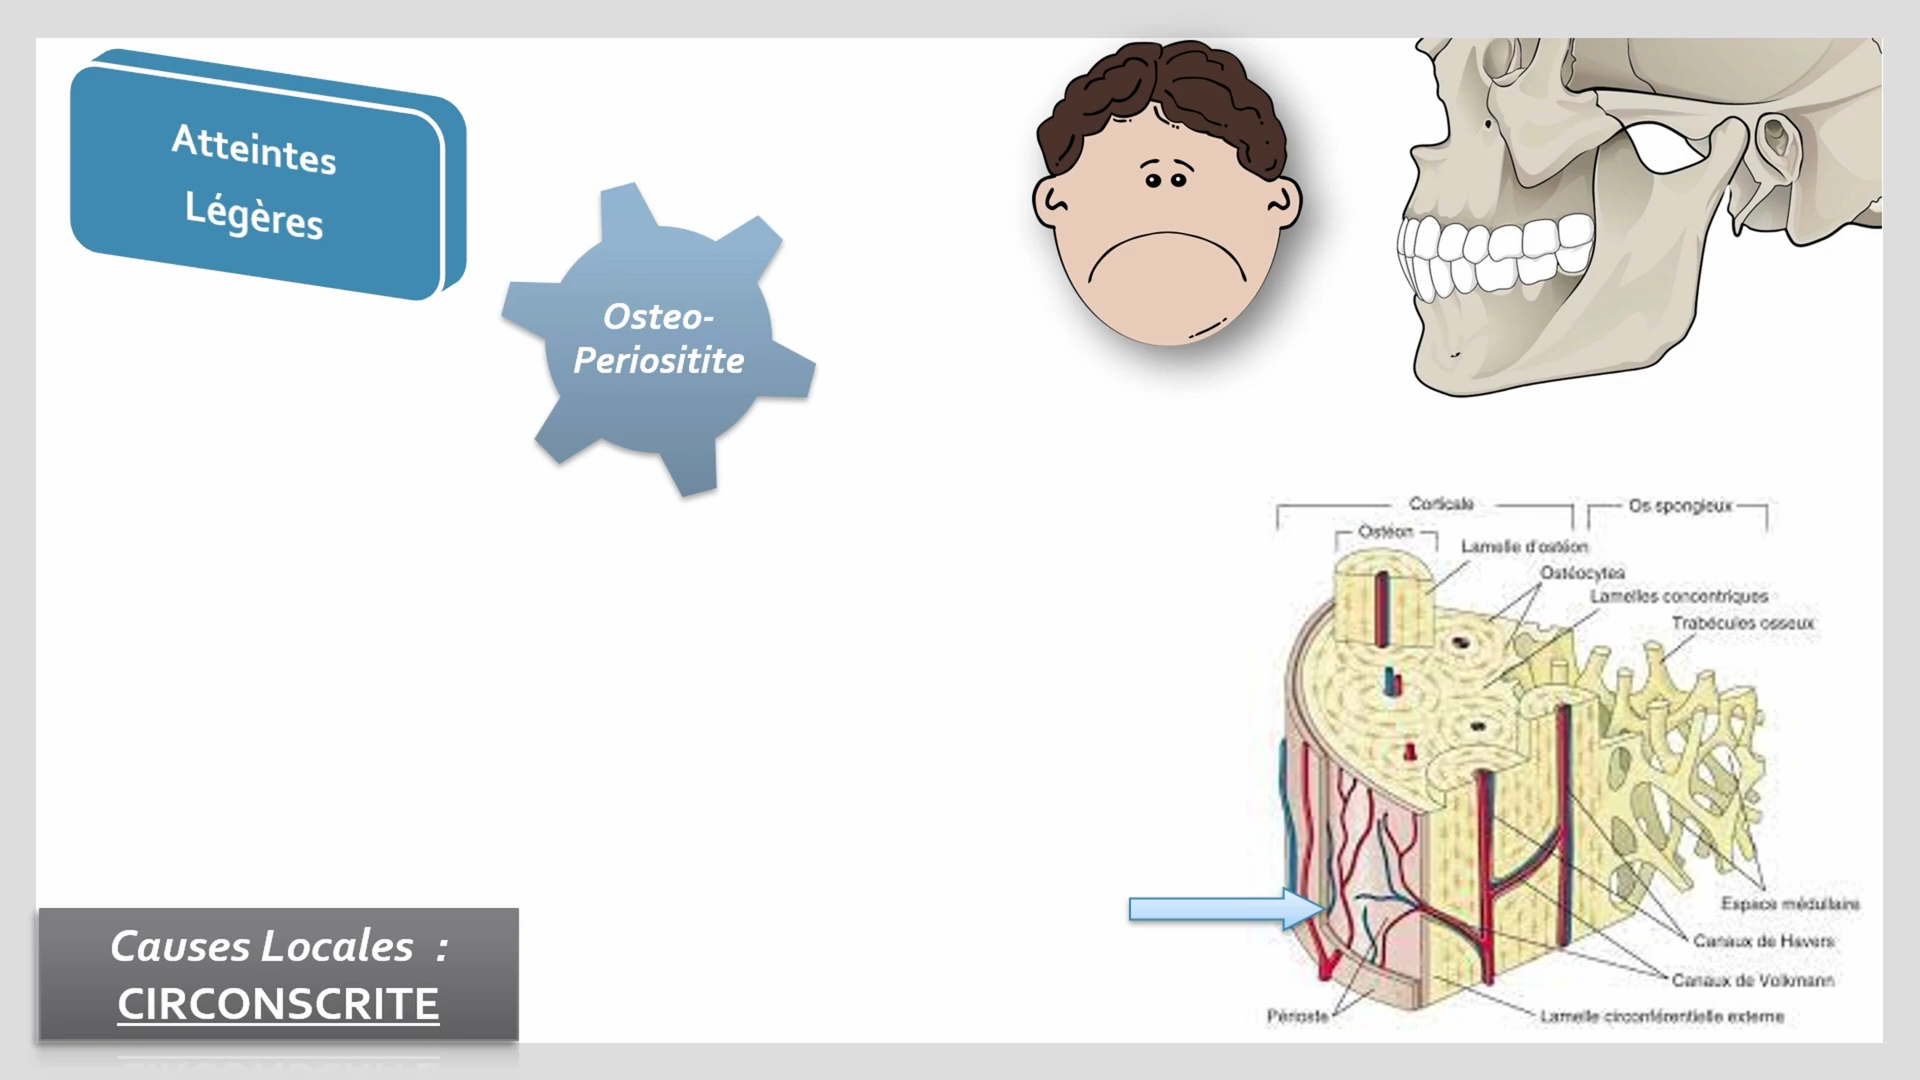 Atteintes
Légères
Osteo-
Periositite
Corticale
Os spongieux
Ostéon
Lamelle d'ostéon
Ostéocytes
Lamelles concentriques
Trabécules osseux
Espace médullaire
Canaux de Havers
Canaux de Volkmann
Périoste
Lamelle circonférentielle externe
Causes Locales :
CIRCONSCRITE